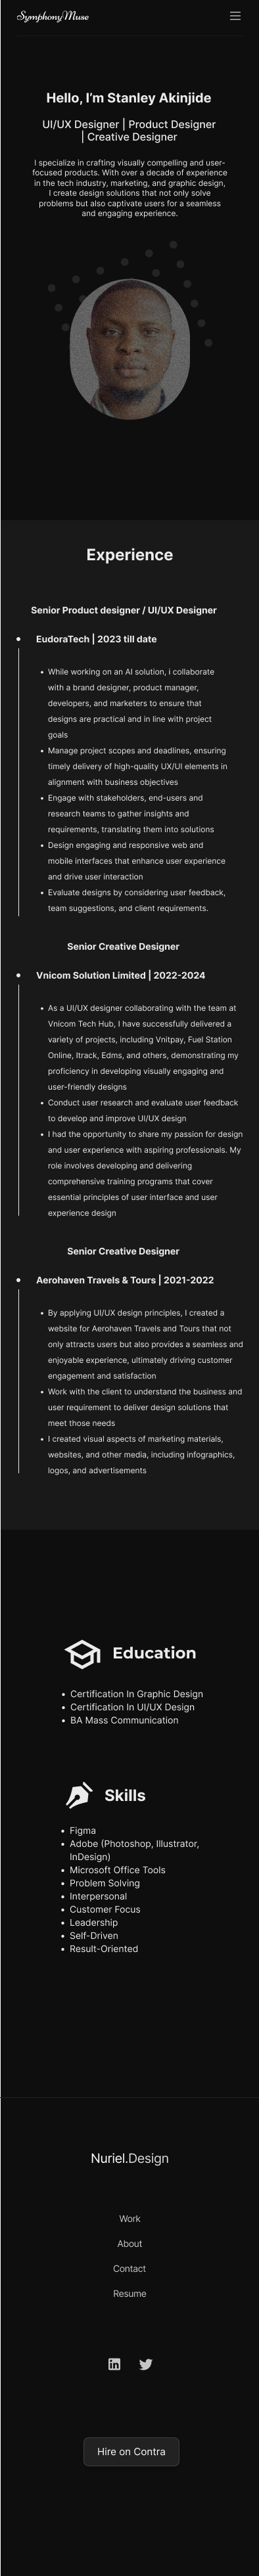 SymphonyMuse
Hello, I’m Stanley Akinjide
UI/UX Designer | Product Designer
| Creative Designer
I specialize in crafting visually compelling and user-
focused products. With over a decade of experience
in the tech industry, marketing, and graphic design,
I create design solutions that not only solve
problems but also captivate users for a seamless
and engaging experience.
Experience
Senior Product designer / UI/UX Designer
EudoraTech | 2023 till date
• While working on an AI solution, i collaborate
with a brand designer, product manager,
developers, and marketers to ensure that
designs are practical and in line with project
goals
• Manage project scopes and deadlines, ensuring
timely delivery of high-quality UX/UI elements in
alignment with business objectives
• Engage with stakeholders, end-users and
research teams to gather insights and
requirements, translating them into solutions
• Design engaging and responsive web and
mobile interfaces that enhance user experience
and drive user interaction
• Evaluate designs by considering user feedback,
team suggestions, and client requirements.
Senior Creative Designer
Vnicom Solution Limited | 2022-2024
• As a UI/UX designer collaborating with the team at
Vnicom Tech Hub, I have successfully delivered a
variety of projects, including Vnitpay, Fuel Station
Online, Itrack, Edms, and others, demonstrating my
proficiency in developing visually engaging and
user-friendly designs
• Conduct user research and evaluate user feedback
to develop and improve UI/UX design
• I had the opportunity to share my passion for design
and user experience with aspiring professionals. My
role involves developing and delivering
comprehensive training programs that cover
essential principles of user interface and user
experience design
Senior Creative Designer
Aerohaven Travels & Tours | 2021-2022
• By applying UI/UX design principles, I created a
website for Aerohaven Travels and Tours that not
only attracts users but also provides a seamless and
enjoyable experience, ultimately driving customer
engagement and satisfaction
• Work with the client to understand the business and
user requirement to deliver design solutions that
meet those needs
• I created visual aspects of marketing materials,
websites, and other media, including infographics,
logos, and advertisements
Education
• Certification In Graphic Design
• Certification In UI/UX Design
• BA Mass Communication
Skills
• Figma
• Adobe (Photoshop, Illustrator,
InDesign)
• Microsoft Office Tools
• Problem Solving
• Interpersonal
• Customer Focus
• Leadership
• Self-Driven
• Result-Oriented
Nuriel.Design
Work
About
Contact
Resume
in
Hire on Contra